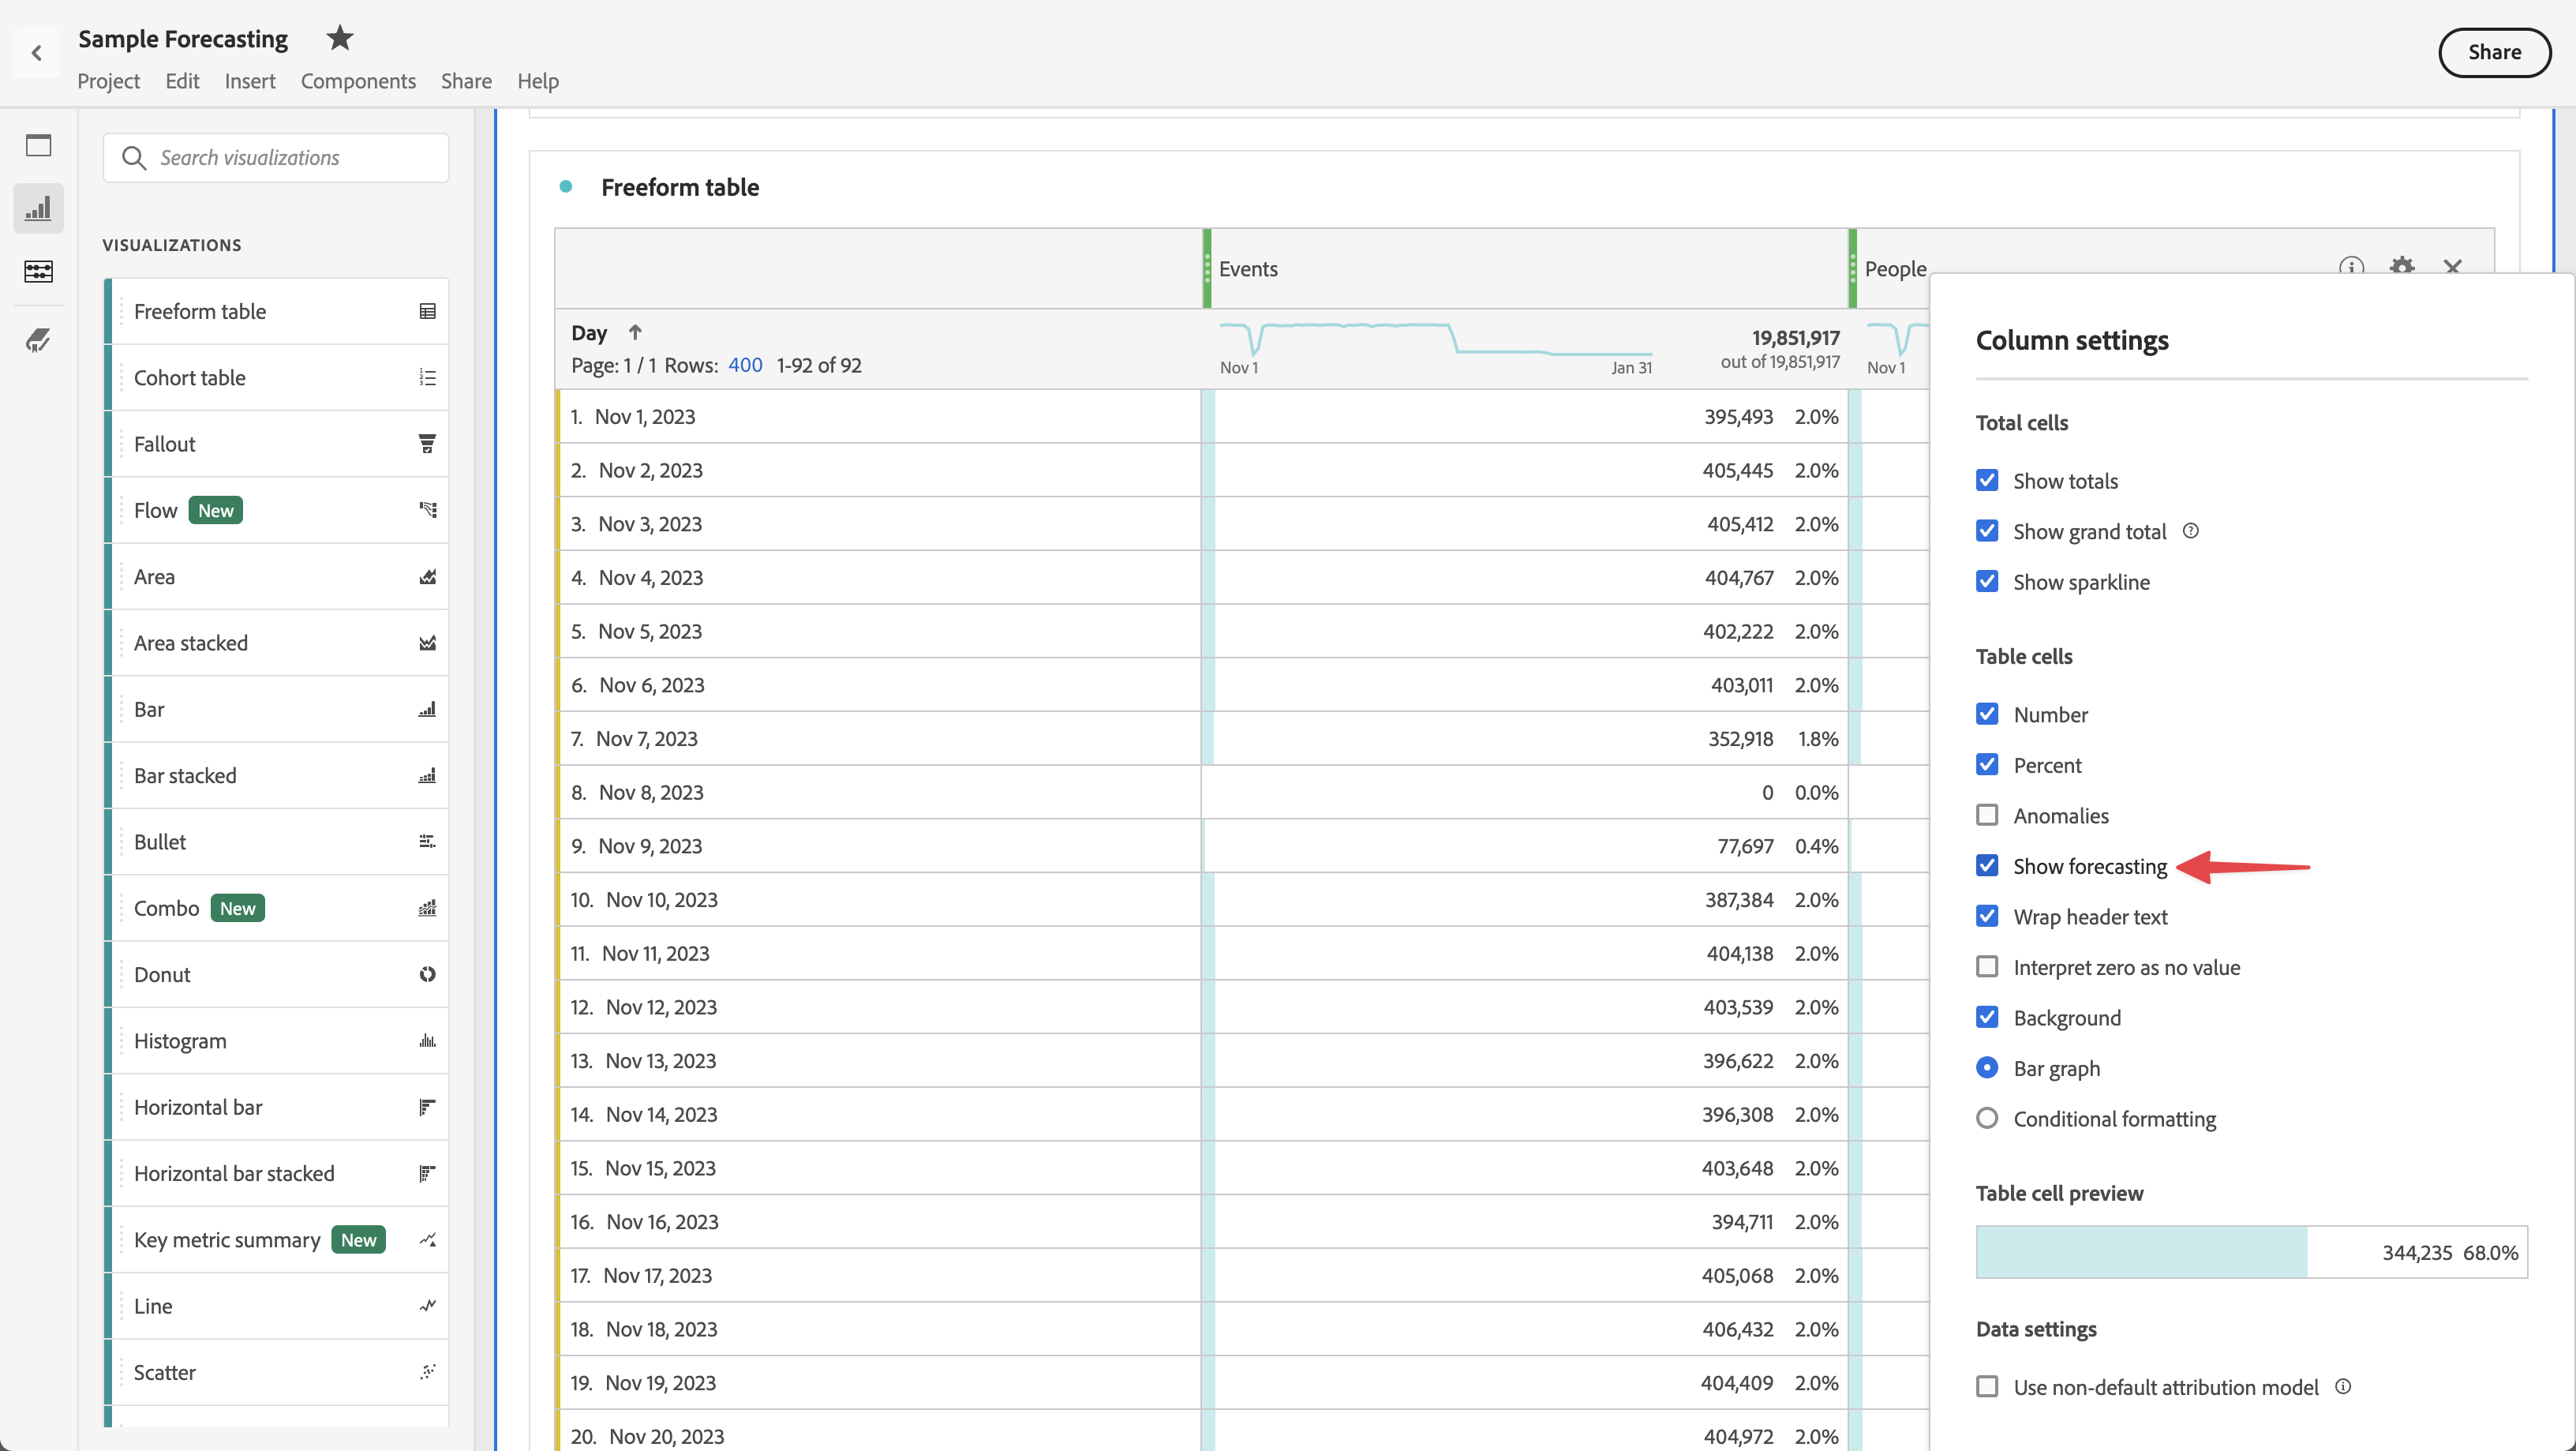 Sample Forecasting
Project Edit Insert Components Share Help
Share
Search visualizations
VISUALIZATIONS
Freeform table
Cohort table
Fallout
Flow New
Area
Area stacked
Bar
Bar stacked
Bullet
Combo New
Donut
Histogram
Horizontal bar
Horizontal bar stacked
Key metric summary New
Line
Scatter
Freeform table
Events People
Day
Page: 1 / 1 Rows: 400 1-92 of 92
Nov 1 Jan 31
19,851,917
out of 19,851,917
Nov 1
1. Nov 1, 2023 395,493 2.0%
2. Nov 2, 2023 405,445 2.0%
3. Nov 3, 2023 405,412 2.0%
4. Nov 4, 2023 404,767 2.0%
5. Nov 5, 2023 402,222 2.0%
6. Nov 6, 2023 403,011 2.0%
7. Nov 7, 2023 352,918 1.8%
8. Nov 8, 2023 0 0.0%
9. Nov 9, 2023 77,697 0.4%
10. Nov 10, 2023 387,384 2.0%
11. Nov 11, 2023 404,138 2.0%
12. Nov 12, 2023 403,539 2.0%
13. Nov 13, 2023 396,622 2.0%
14. Nov 14, 2023 396,308 2.0%
15. Nov 15, 2023 403,648 2.0%
16. Nov 16, 2023 394,711 2.0%
17. Nov 17, 2023 405,068 2.0%
18. Nov 18, 2023 406,432 2.0%
19. Nov 19, 2023 404,409 2.0%
20. Nov 20, 2023 404,972 2.0%
Column settings
Total cells
Show totals
Show grand total
Show sparkline
Table cells
Number
Percent
Anomalies
Show forecasting
Wrap header text
Interpret zero as no value
Background
Bar graph
Conditional formatting
Table cell preview
344,235 68.0%
Data settings
Use non-default attribution model